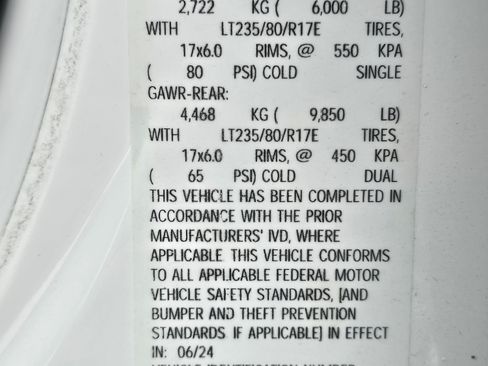 2,722 KG ( 6,000 LB)
WITH LT235/80/R17E TIRES,
17x6.0 RIMS, @ 550 KPA
( 80 PSI) COLD SINGLE
GAWR-REAR:
4,468 KG ( 9,850 LB)
WITH LT235/80/R17E TIRES,
17x6.0 RIMS, @ 450 KPA
( 65 PSI) COLD DUAL
THIS VEHICLE HAS BEEN COMPLETED IN
ACCORDANCE WITH THE PRIOR
MANUFACTURERS' IVD, WHERE
APPLICABLE. THIS VEHICLE CONFORMS
TO ALL APPLICABLE FEDERAL MOTOR
VEHICLE SAFETY STANDARDS, [AND
BUMPER AND THEFT PREVENTION
STANDARDS IF APPLICABLE] IN EFFECT
IN: 06/24
VEHICLE IDENTIFICATION NUMBER